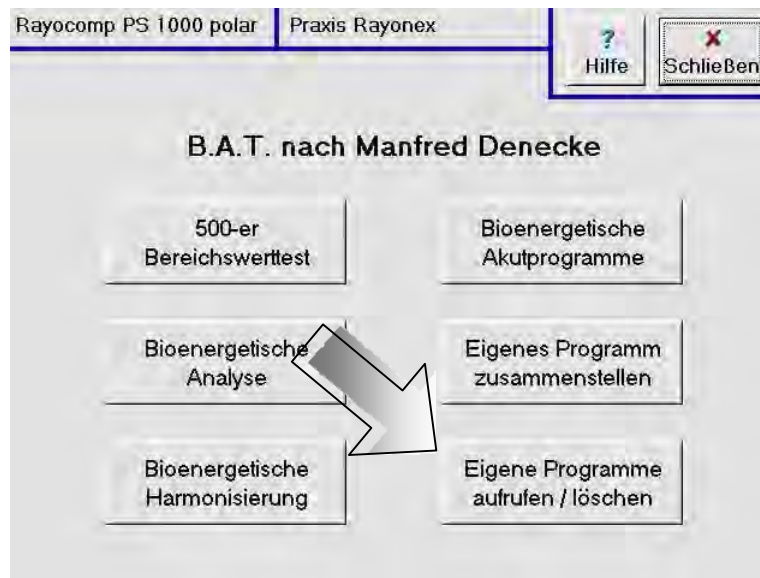 Rayocomp PS 1000 polar
Praxis Rayonex
?
Hilfe
X
Schließen
B.A.T. nach Manfred Denecke
500-er
Bereichswerttest
Bioenergetische
Akutprogramme
Bioenergetische
Analyse
Eigenes Programm
zusammenstellen
Bioenergetische
Harmonisierung
Eigene Programme
aufrufen / löschen